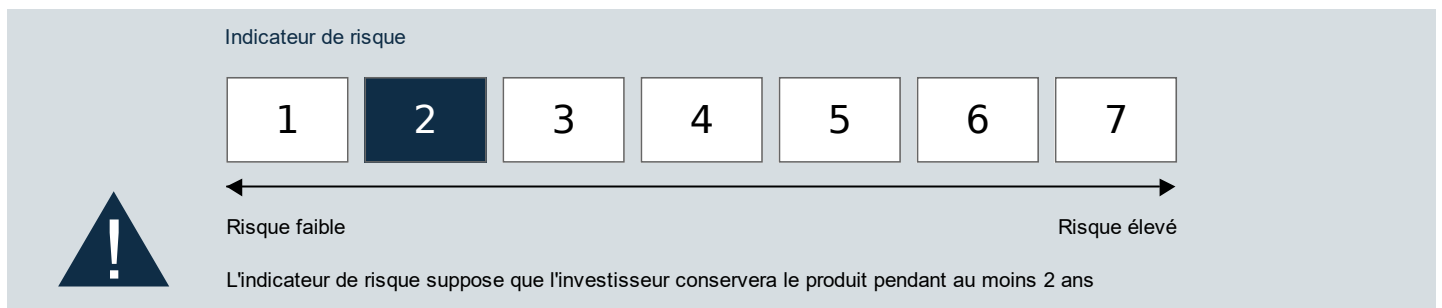 Indicateur de risque
1 2 3 4 5 6 7
Risque faible Risque élevé
!
L'indicateur de risque suppose que l'investisseur conservera le produit pendant au moins 2 ans